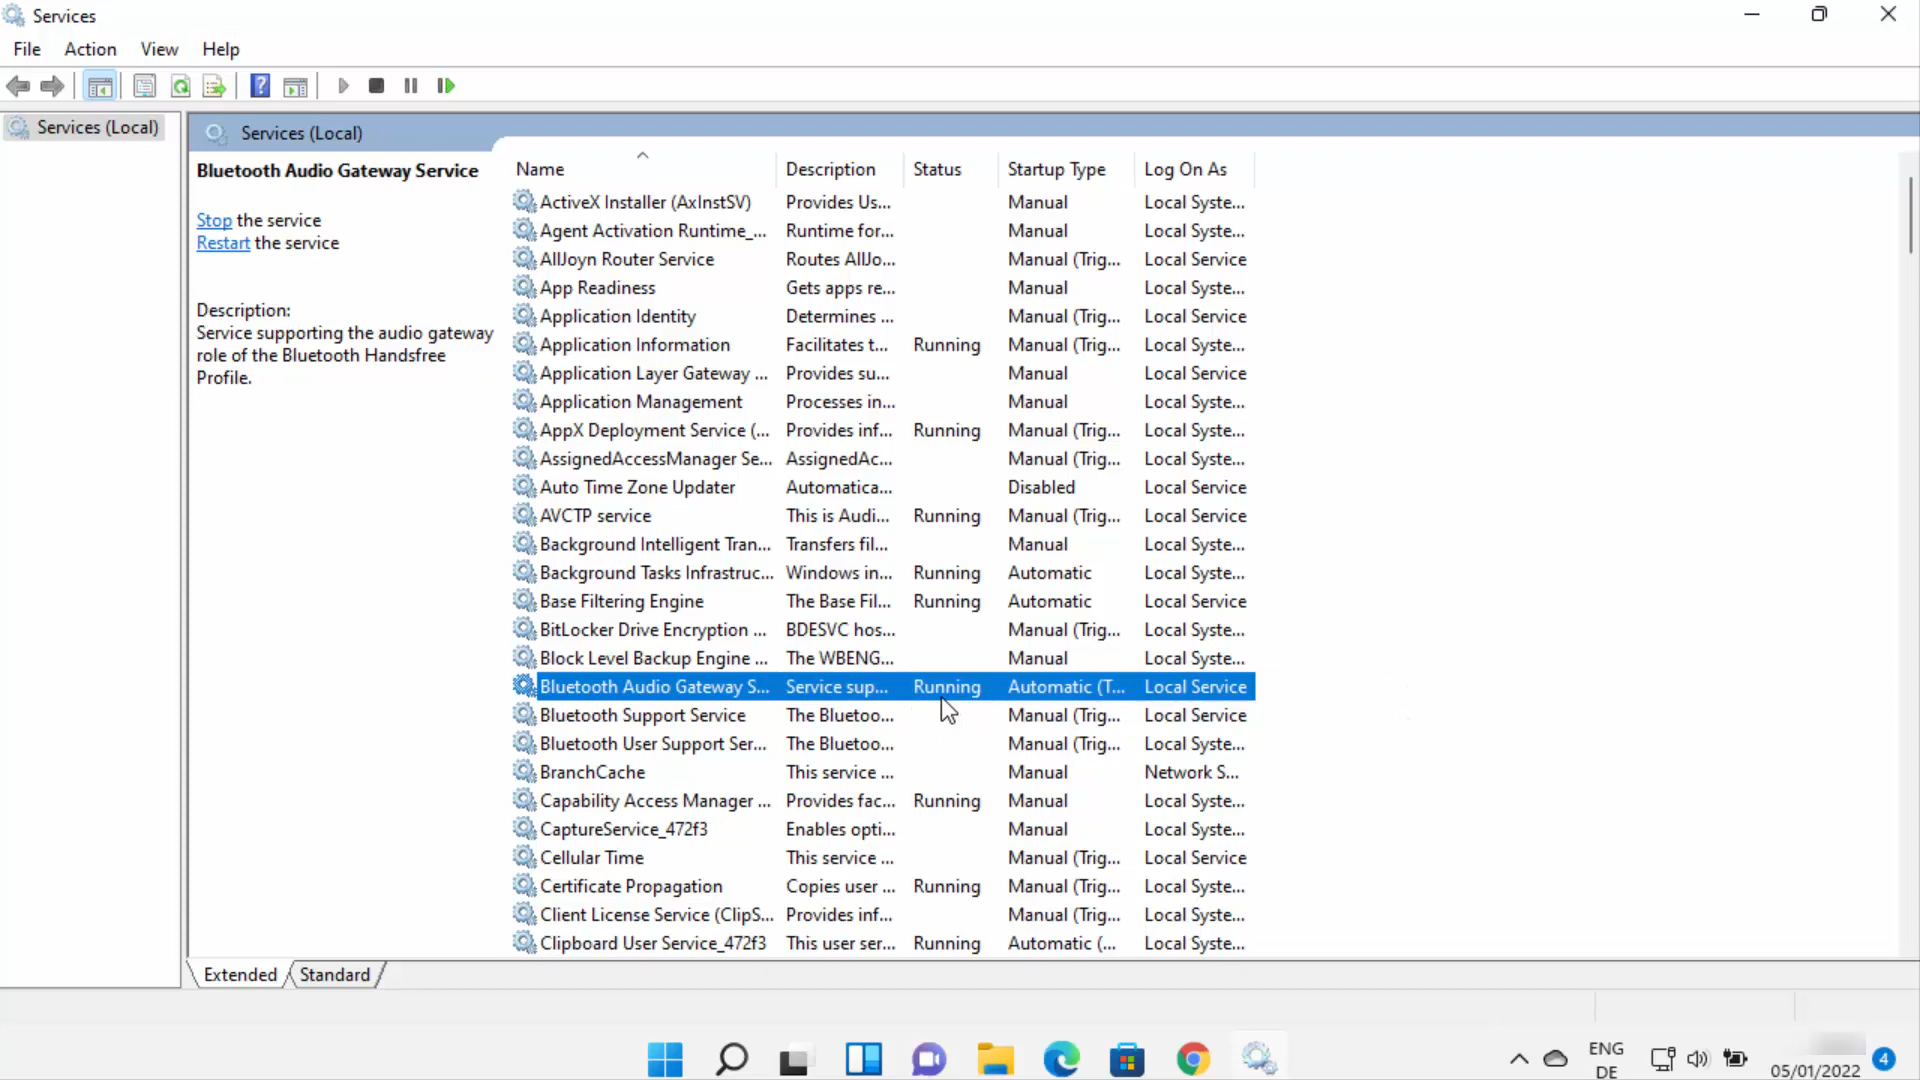 Services
File Action View Help
Services (Local)
Services (Local)
Bluetooth Audio Gateway Service
Stop the service
Restart the service
Description:
Service supporting the audio gateway
role of the Bluetooth Handsfree
Profile.
Name Description Status Startup Type Log On As
ActiveX Installer (AxInstSV) Provides Us... Manual Local Syste...
Agent Activation Runtime_... Runtime for... Manual Local Syste...
AllJoyn Router Service Routes AllJo... Manual (Trig... Local Service
App Readiness Gets apps re... Manual Local Syste...
Application Identity Determines ... Manual (Trig... Local Service
Application Information Facilitates t... Running Manual (Trig... Local Syste...
Application Layer Gateway ... Provides su... Manual Local Service
Application Management Processes in... Manual Local Syste...
AppX Deployment Service (... Provides inf... Running Manual (Trig... Local Syste...
AssignedAccessManager Se... AssignedAc... Manual (Trig... Local Syste...
Auto Time Zone Updater Automatica... Disabled Local Service
AVCTP service This is Audi... Running Manual (Trig... Local Service
Background Intelligent Tran... Transfers fil... Manual Local Syste...
Background Tasks Infrastruc... Windows in... Running Automatic Local Syste...
Base Filtering Engine The Base Fil... Running Automatic Local Service
BitLocker Drive Encryption ... BDESVC hos... Manual (Trig... Local Syste...
Block Level Backup Engine ... The WBENG... Manual Local Syste...
Bluetooth Audio Gateway S... Service sup... Running Automatic (T... Local Service
Bluetooth Support Service The Bluetoo... Manual (Trig... Local Service
Bluetooth User Support Ser... The Bluetoo... Manual (Trig... Local Syste...
BranchCache This service ... Manual Network S...
Capability Access Manager ... Provides fac... Running Manual Local Syste...
CaptureService_472f3 Enables opti... Manual Local Syste...
Cellular Time This service ... Manual (Trig... Local Service
Certificate Propagation Copies user ... Running Manual (Trig... Local Syste...
Client License Service (ClipS... Provides inf... Manual (Trig... Local Syste...
Clipboard User Service_472f3 This user ser... Running Automatic (... Local Syste...
Extended Standard
ENG
DE
05/01/2022
4